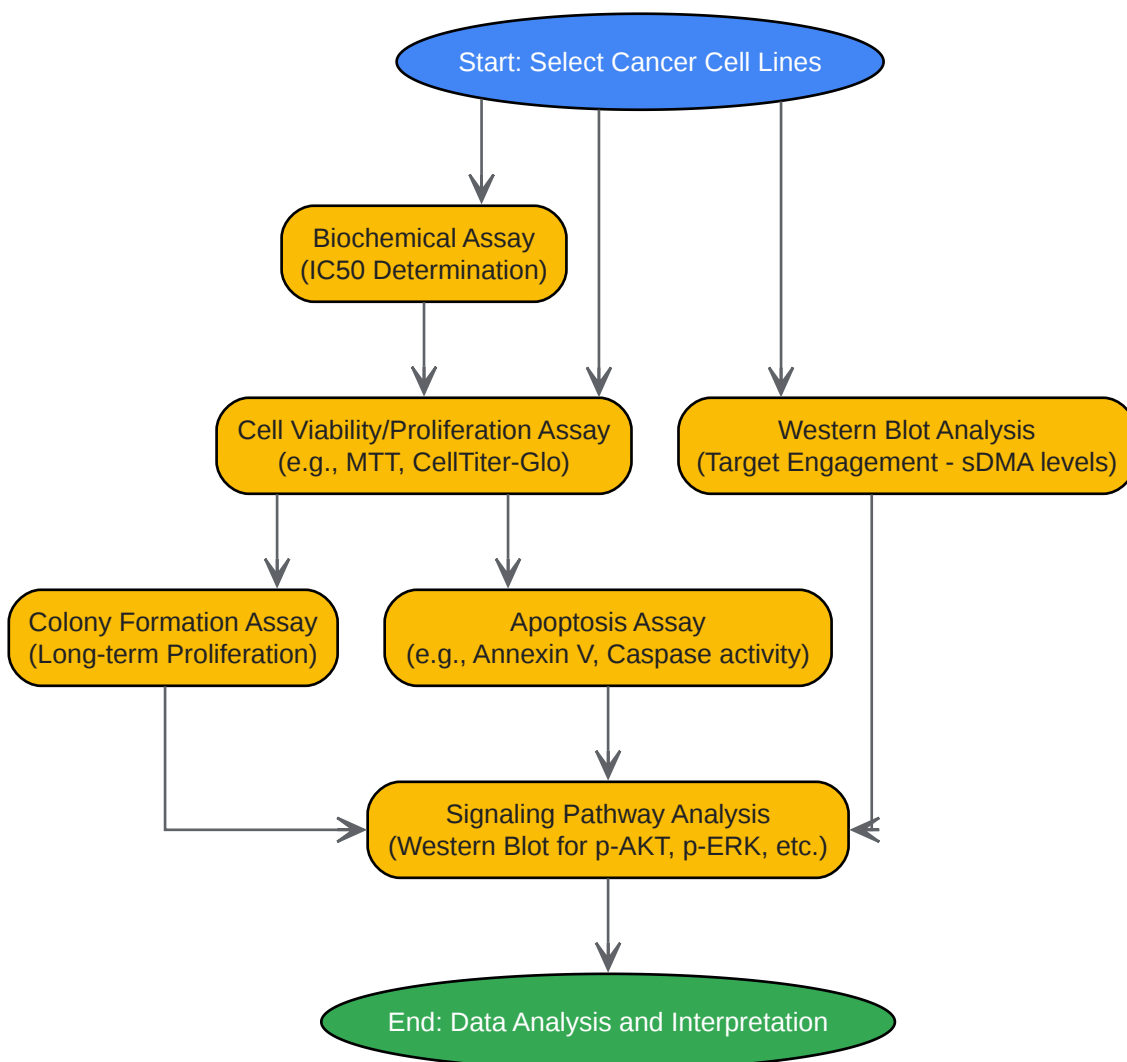 Start: Select Cancer Cell Lines
Biochemical Assay
(IC50 Determination)
Cell Viability/Proliferation Assay
(e.g., MTT, CellTiter-Glo)
Western Blot Analysis
(Target Engagement - sDMA levels)
Colony Formation Assay
(Long-term Proliferation)
Apoptosis Assay
(e.g., Annexin V, Caspase activity)
Signaling Pathway Analysis
(Western Blot for p-AKT, p-ERK, etc.)
End: Data Analysis and Interpretation